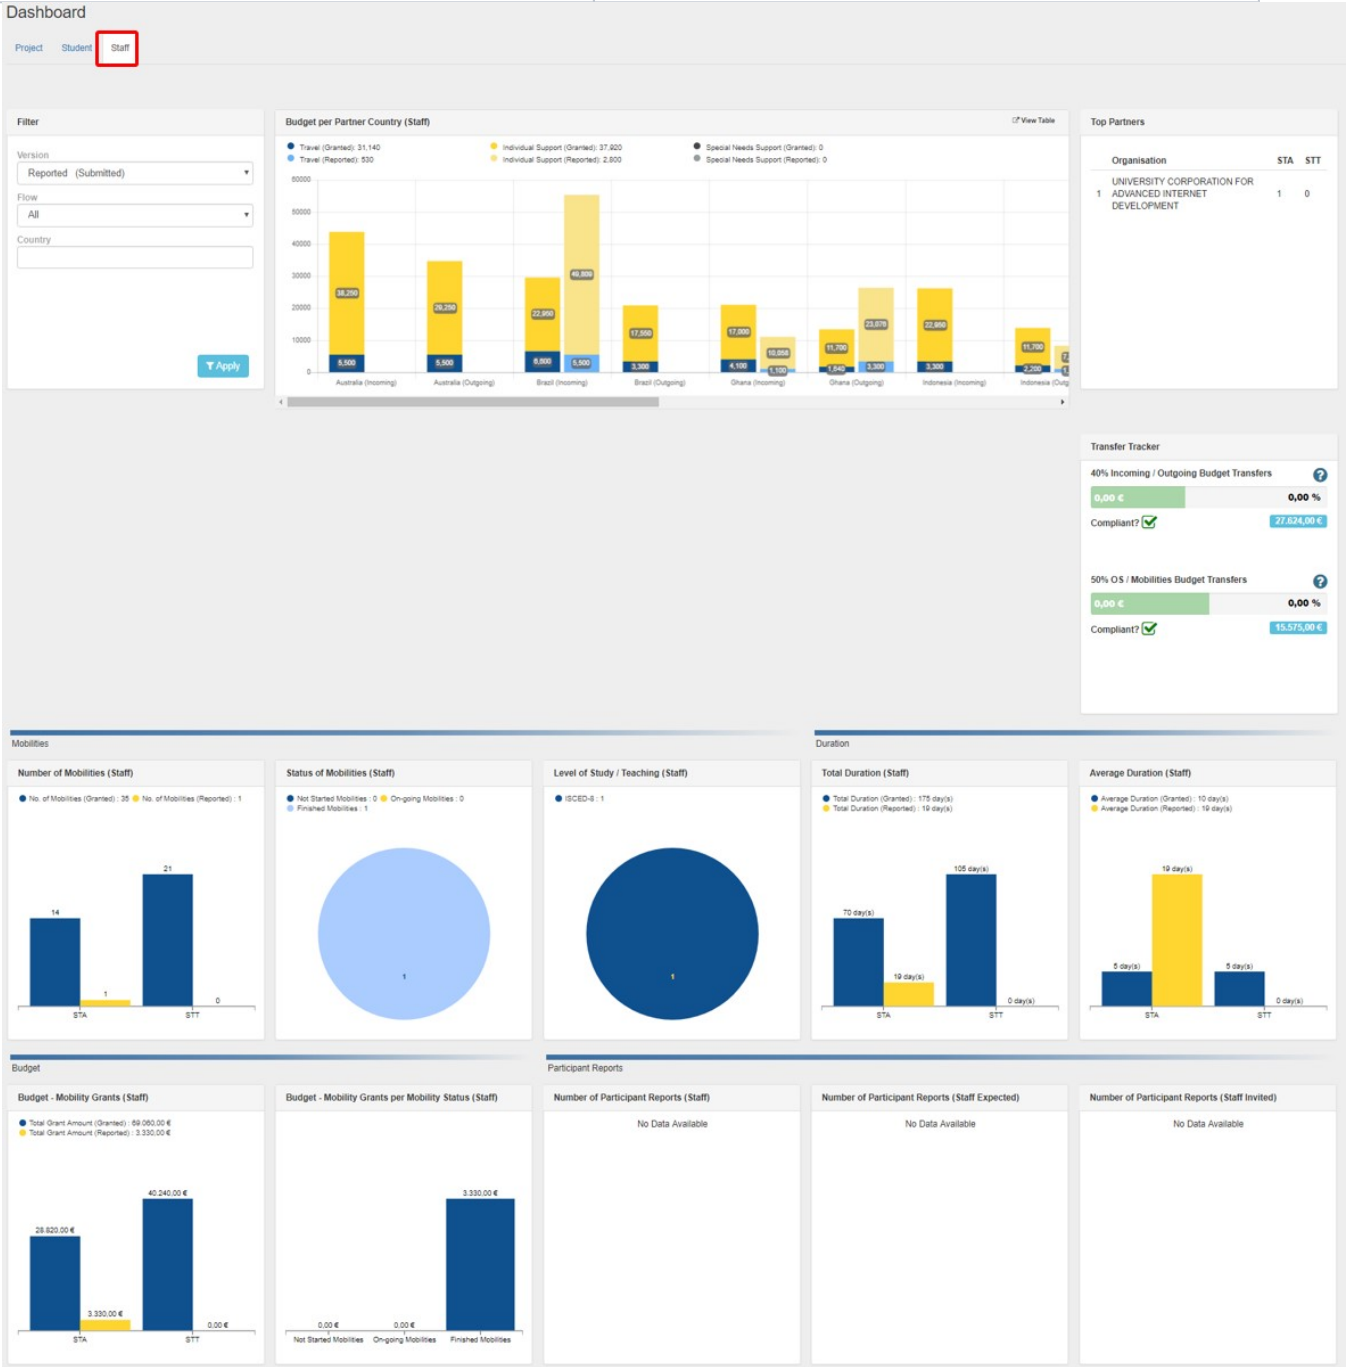 Dashboard
Project Student Staff
Filter
Version
Reported (Submitted)
Flow
All
Country
Apply
Budget per Partner Country (Staff)
View Table
Travel (Granted): 31,140 Individual Support (Granted): 37,920 Special Needs Support (Granted): 0
Travel (Reported): 530 Individual Support (Reported): 2,800 Special Needs Support (Reported): 0
60000
50000
40000
30000
20000
10000
0
38,250
5,500
29,250
5,500
22,950
6,600
49,809
5,500
17,550
3,300
17,000
4,100
10,058
1,100
11,700
1,640
23,078
3,300
22,950
3,300
11,700
2,200
Australia (Incoming) Australia (Outgoing) Brazil (Incoming) Brazil (Outgoing) Ghana (Incoming) Ghana (Outgoing) Indonesia (Incoming) Indonesia (Outg
Top Partners
Organisation STA STT
1 UNIVERSITY CORPORATION FOR
ADVANCED INTERNET 1 0
DEVELOPMENT
Transfer Tracker
40% Incoming / Outgoing Budget Transfers
0,00 € 0,00 %
Compliant? 27.624,00 €
50% OS / Mobilities Budget Transfers
0,00 € 0,00 %
Compliant? 15.575,00 €
Mobilities
Duration
Number of Mobilities (Staff)
No. of Mobilities (Granted) : 35 No. of Mobilities (Reported) : 1
21
14
1
0
STA STT
Status of Mobilities (Staff)
Not Started Mobilities : 0 On-going Mobilities : 0
Finished Mobilities : 1
1
Level of Study / Teaching (Staff)
ISCED-8 : 1
1
Total Duration (Staff)
Total Duration (Granted) : 175 day(s)
Total Duration (Reported) : 19 day(s)
105 day(s)
70 day(s)
19 day(s)
0 day(s)
STA STT
Average Duration (Staff)
Average Duration (Granted) : 10 day(s)
Average Duration (Reported) : 19 day(s)
19 day(s)
5 day(s) 5 day(s)
0 day(s)
STA STT
Budget
Participant Reports
Budget - Mobility Grants (Staff)
Total Grant Amount (Granted) : 69.060,00 €
Total Grant Amount (Reported) : 3.330,00 €
40.240,00 €
28.820,00 €
3.330,00 €
0,00 €
STA STT
Budget - Mobility Grants per Mobility Status (Staff)
3.330,00 €
0,00 € 0,00 €
Not Started Mobilities On-going Mobilities Finished Mobilities
Number of Participant Reports (Staff)
No Data Available
Number of Participant Reports (Staff Expected)
No Data Available
Number of Participant Reports (Staff Invited)
No Data Available